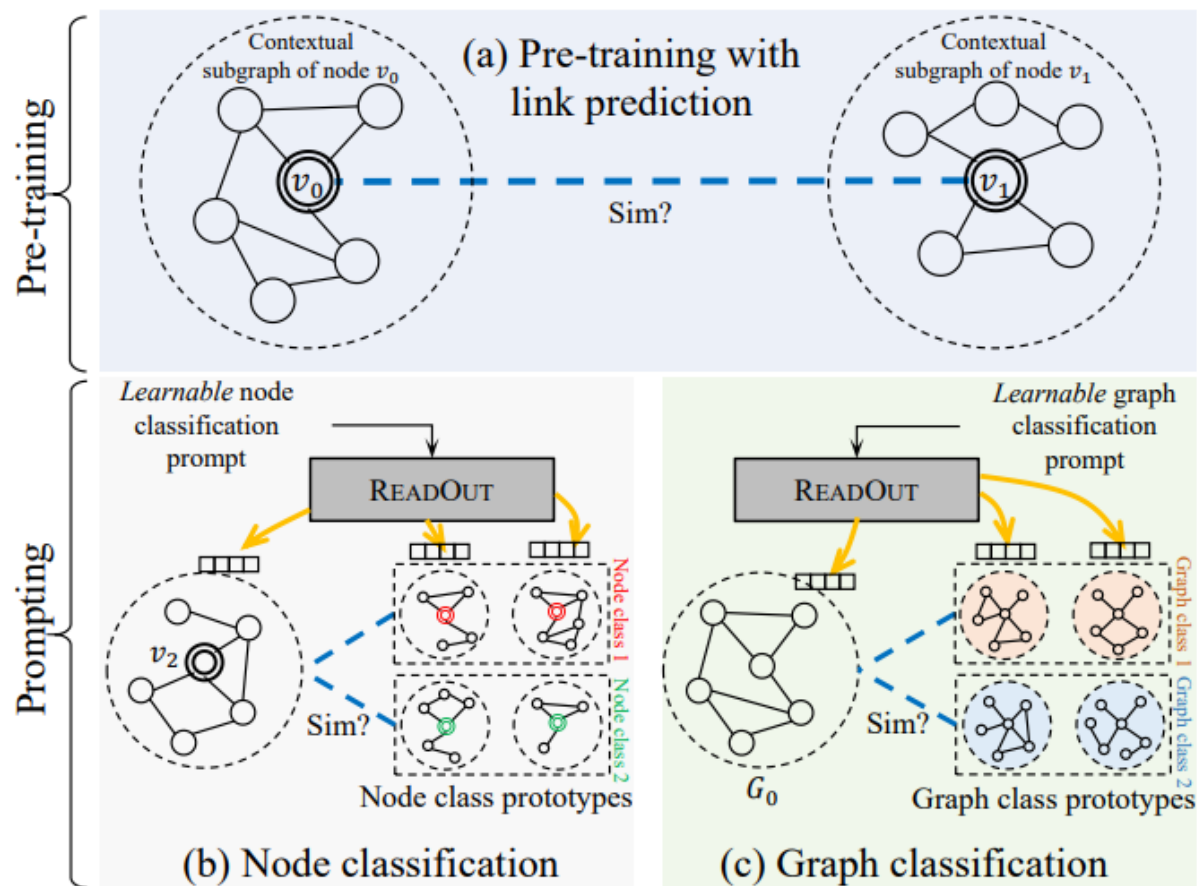 Pre-training
Contextual
subgraph of node v₀
(a) Pre-training with
link prediction
Contextual
subgraph of node v₁
v₀
v₁
Sim?
Prompting
Learnable node
classification
prompt
READOUT
Node class 1
v₂
Sim?
Node class 2
Node class prototypes
(b) Node classification
Learnable graph
classification
prompt
READOUT
Graph class 1
Sim?
Graph class 2
G₀
Graph class prototypes
(c) Graph classification